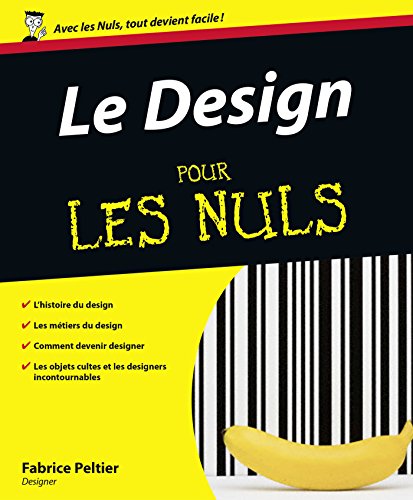 Avec les Nuls, tout devient facile !
Le Design
POUR
LES NULS
✓ L'histoire du design
✓ Les métiers du design
✓ Comment devenir designer
✓ Les objets cultes et les designers
incontournables
Fabrice Peltier
Designer